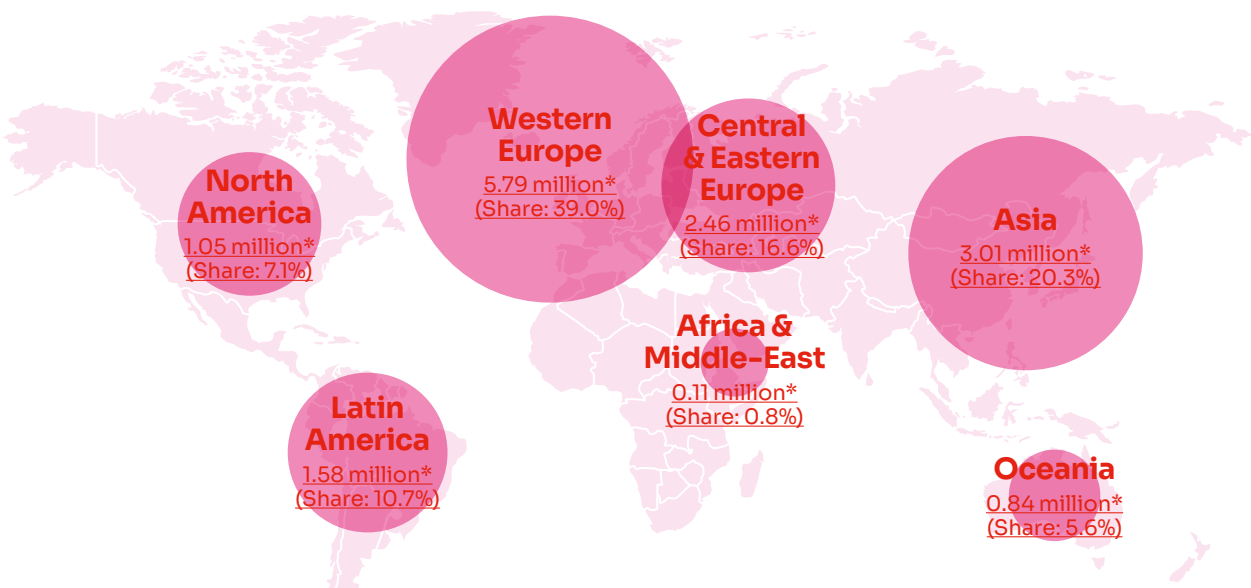 Western
Europe
5.79 million*
(Share: 39.0%)
Central
& Eastern
Europe
2.46 million*
(Share: 16.6%)
North
America
1.05 million*
(Share: 7.1%)
Asia
3.01 million*
(Share: 20.3%)
Africa &
Middle-East
0.11 million*
(Share: 0.8%)
Latin
America
1.58 million*
(Share: 10.7%)
Oceania
0.84 million*
(Share: 5.6%)